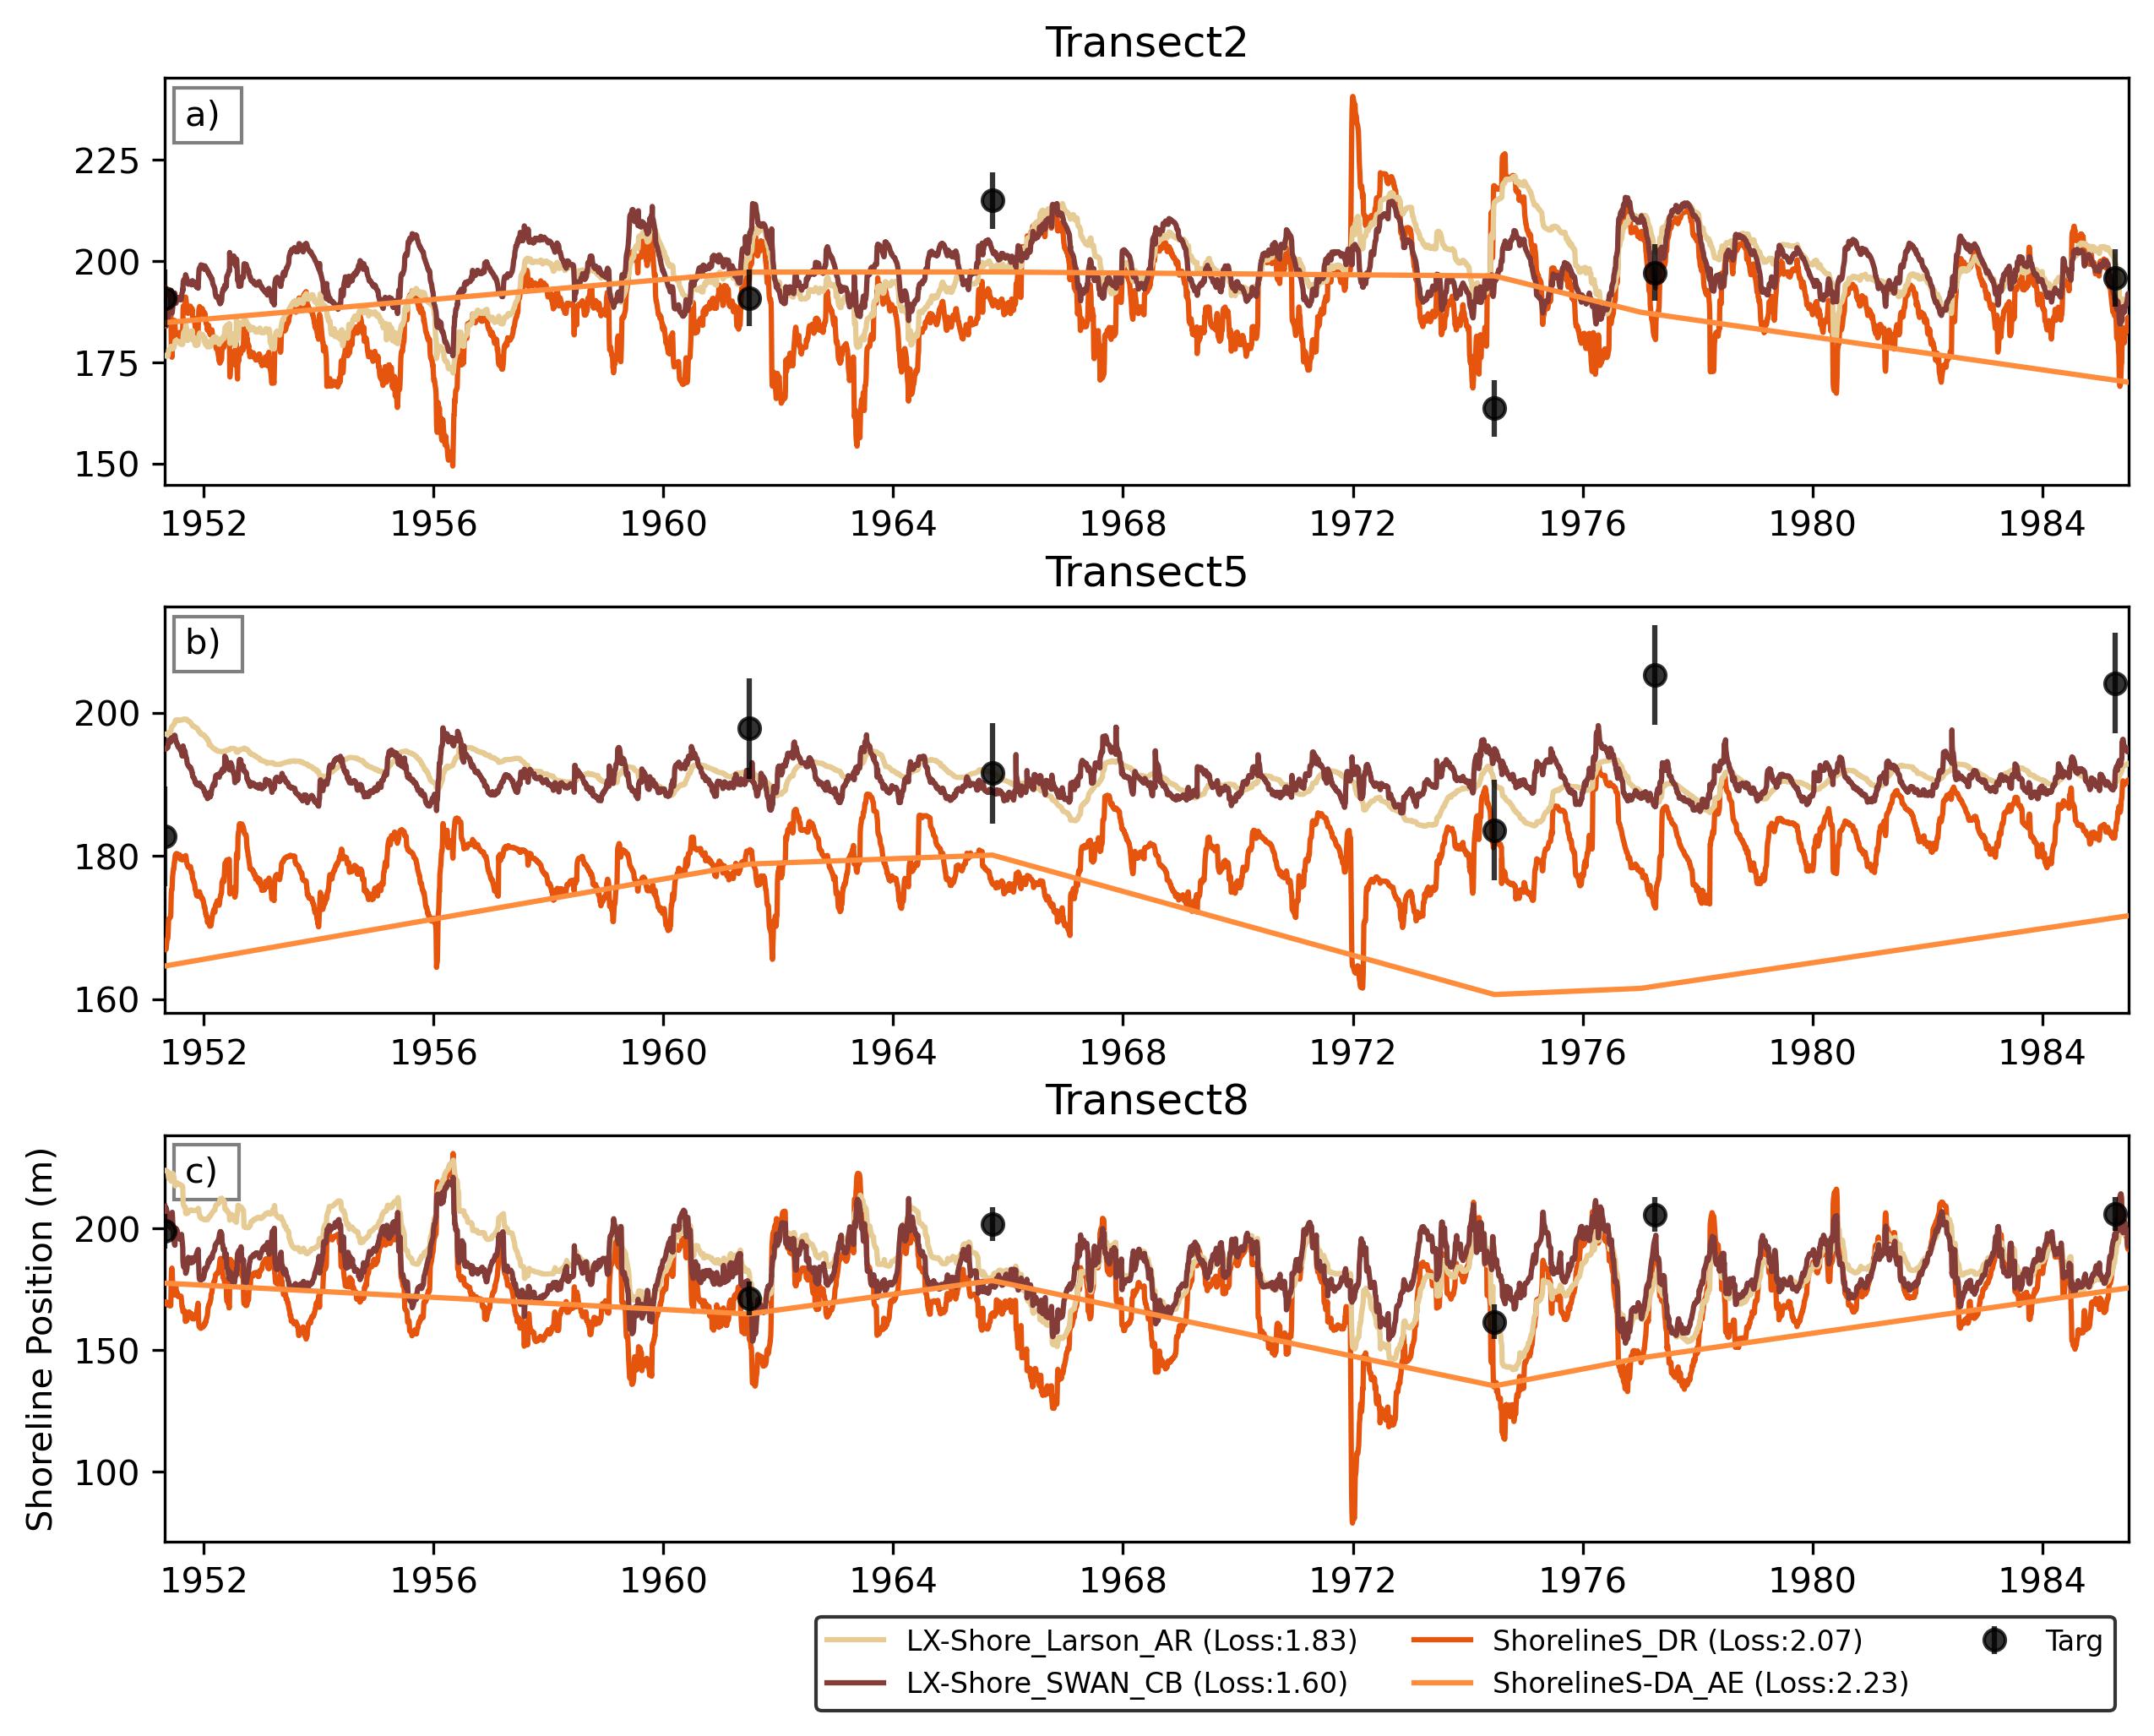 Transect2
a)
225
200
175
150
1952 1956 1960 1964 1968 1972 1976 1980 1984
Transect5
b)
200
180
160
1952 1956 1960 1964 1968 1972 1976 1980 1984
Transect8
c)
200
150
100
Shoreline Position (m)
1952 1956 1960 1964 1968 1972 1976 1980 1984
LX-Shore_Larson_AR (Loss:1.83) ShorelineS_DR (Loss:2.07) Targ
LX-Shore_SWAN_CB (Loss:1.60) ShorelineS-DA_AE (Loss:2.23)